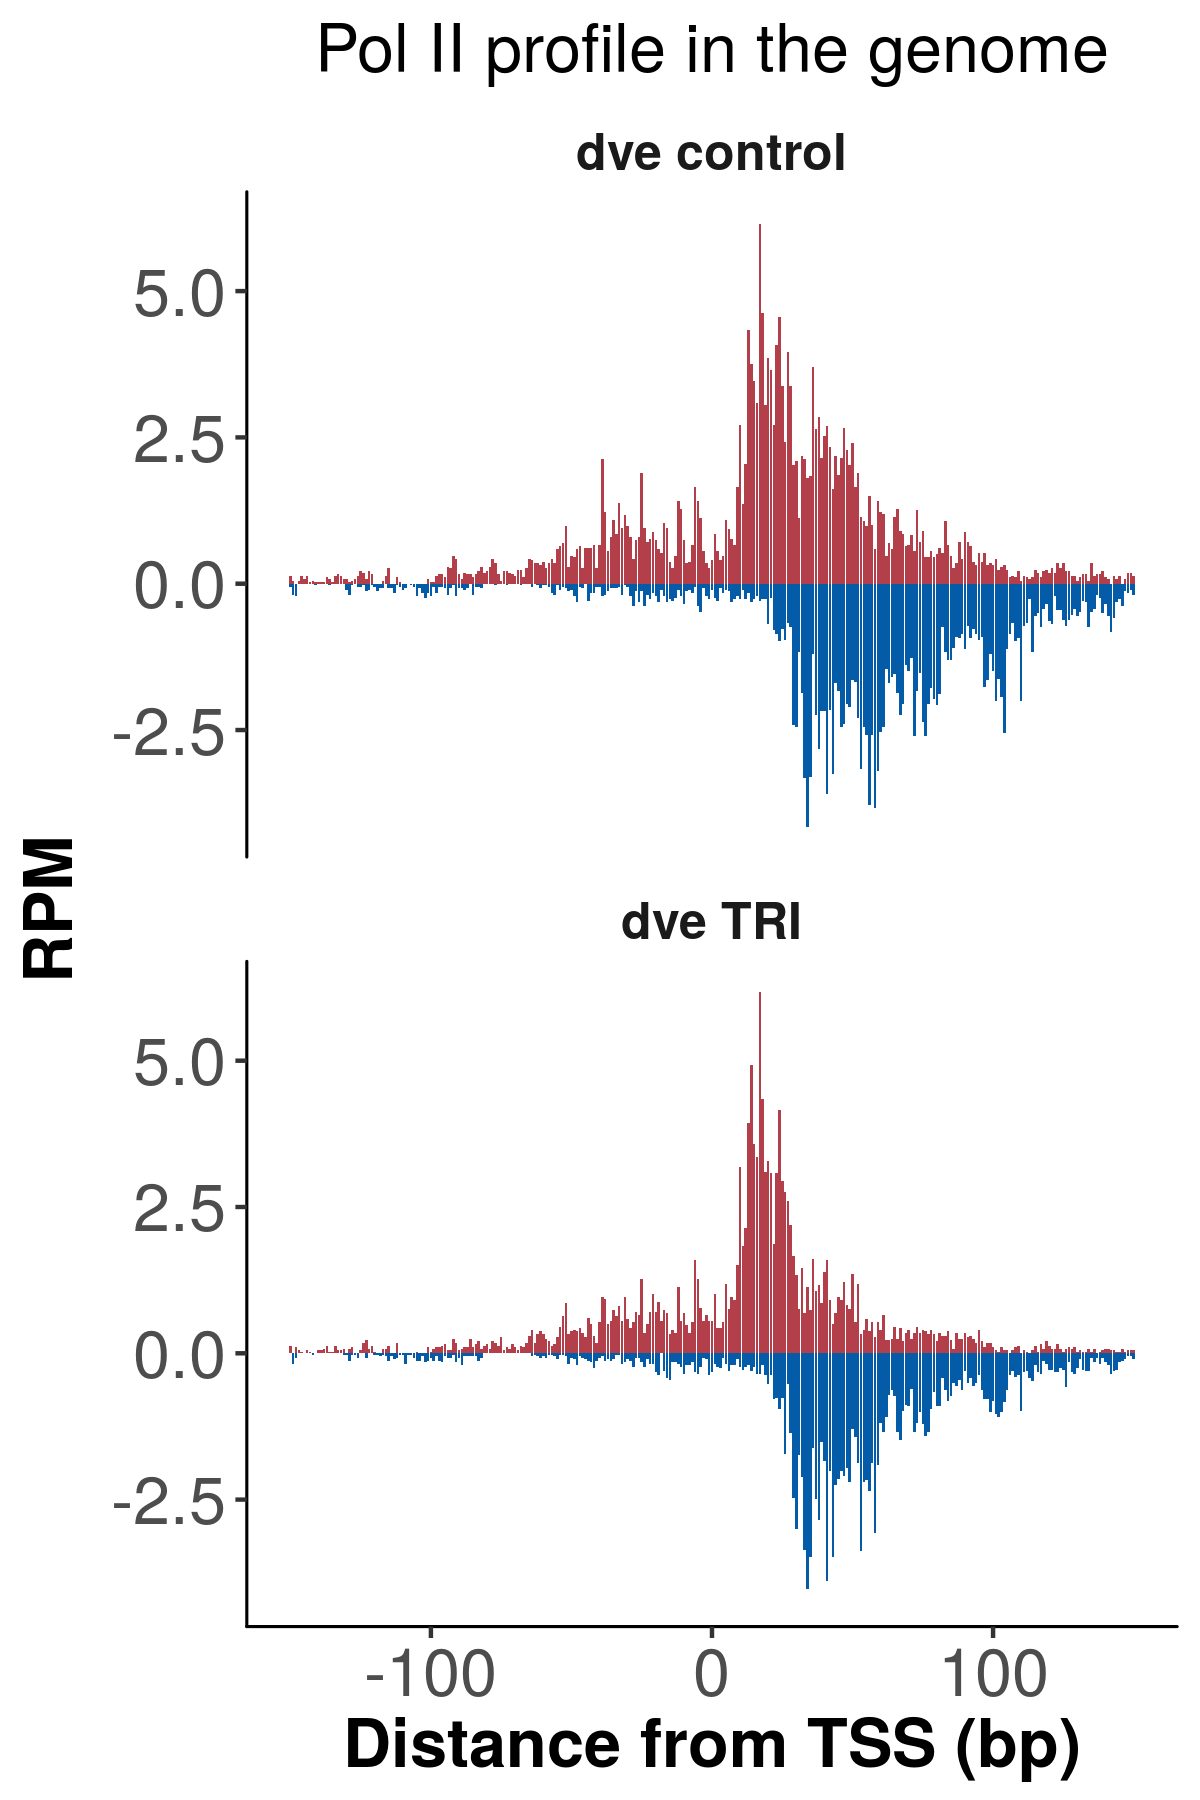 Pol II profile in the genome
dve control
5.0
2.5
0.0
-2.5
RPM
dve TRI
5.0
2.5
0.0
-2.5
-100 0 100
Distance from TSS (bp)